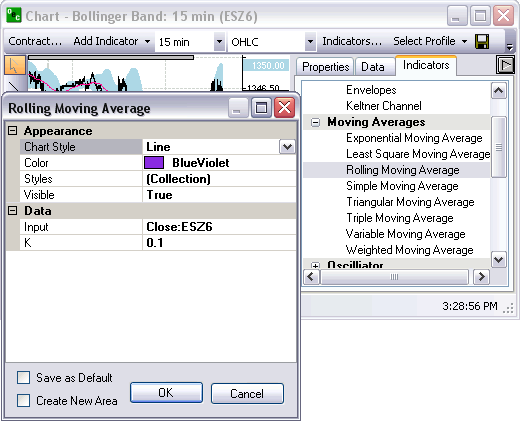 Chart - Bollinger Band: 15 min (ESZ6)
Contract... Add Indicator 15 min OHLC Indicators... Select Profile
1350.00
1346.50
Properties Data Indicators
Envelopes
Keltner Channel
Moving Averages
Exponential Moving Average
Least Square Moving Average
Rolling Moving Average
Simple Moving Average
Triangular Moving Average
Triple Moving Average
Variable Moving Average
Weighted Moving Average
Oscillator
3:28:56 PM
Rolling Moving Average
Appearance
Chart Style Line
Color BlueViolet
Styles (Collection)
Visible True
Data
Input Close:ESZ6
K 0.1
Save as Default
Create New Area
OK
Cancel